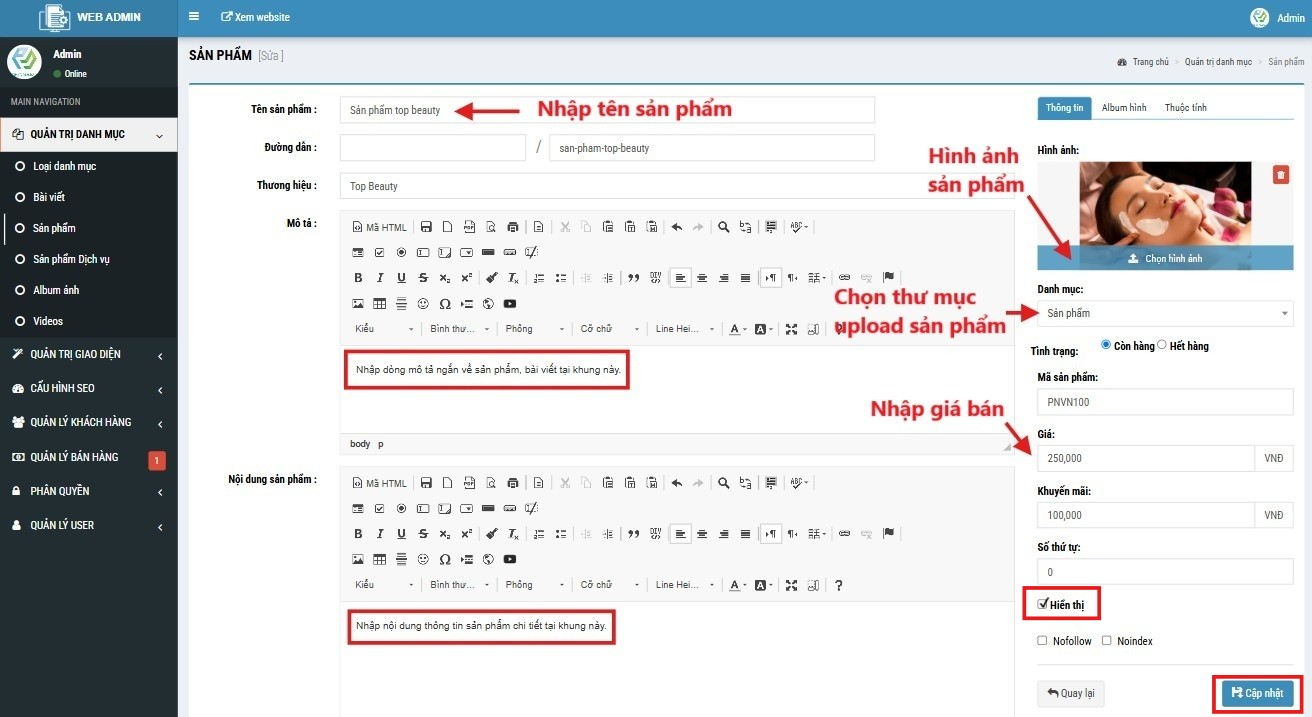 WEB ADMIN
Xem website
Admin
Admin
Online
MAIN NAVIGATION
QUẢN TRỊ DANH MỤC
Loại danh mục
Bài viết
Sản phẩm
Sản phẩm Dịch vụ
Album ảnh
Videos
QUẢN TRỊ GIAO DIỆN
CẤU HÌNH SEO
QUẢN LÝ KHÁCH HÀNG
QUẢN LÝ BÁN HÀNG 1
PHÂN QUYỀN
QUẢN LÝ USER
SẢN PHẨM [Sửa ]
Trang chủ > Quản trị danh mục > Sản phẩm
Tên sản phẩm : Sản phẩm top beauty
Nhập tên sản phẩm
Đường dẫn : / san-pham-top-beauty
Thương hiệu : Top Beauty
Mô tả :
Mã HTML
Kiểu Bình thư... Phông Cỡ chữ Line Hei...
Nhập dòng mô tả ngắn về sản phẩm, bài viết tại khung này.
body p
Nội dung sản phẩm :
Mã HTML
Kiểu Bình thư... Phông Cỡ chữ Line Hei... A A ?
Nhập nội dung thông tin sản phẩm chi tiết tại khung này.
Thông tin Album hình Thuộc tính
Hình ảnh:
Hình ảnh
sản phẩm
Chọn hình ảnh
Danh mục:
Chọn thư mục
upload sản phẩm
Sản phẩm
Tình trạng: Còn hàng Hết hàng
Mã sản phẩm:
PNVN100
Nhập giá bán
Giá:
250,000 VNĐ
Khuyến mãi:
100,000 VNĐ
Số thứ tự:
0
Hiển thị
Nofollow Noindex
Quay lại Cập nhật